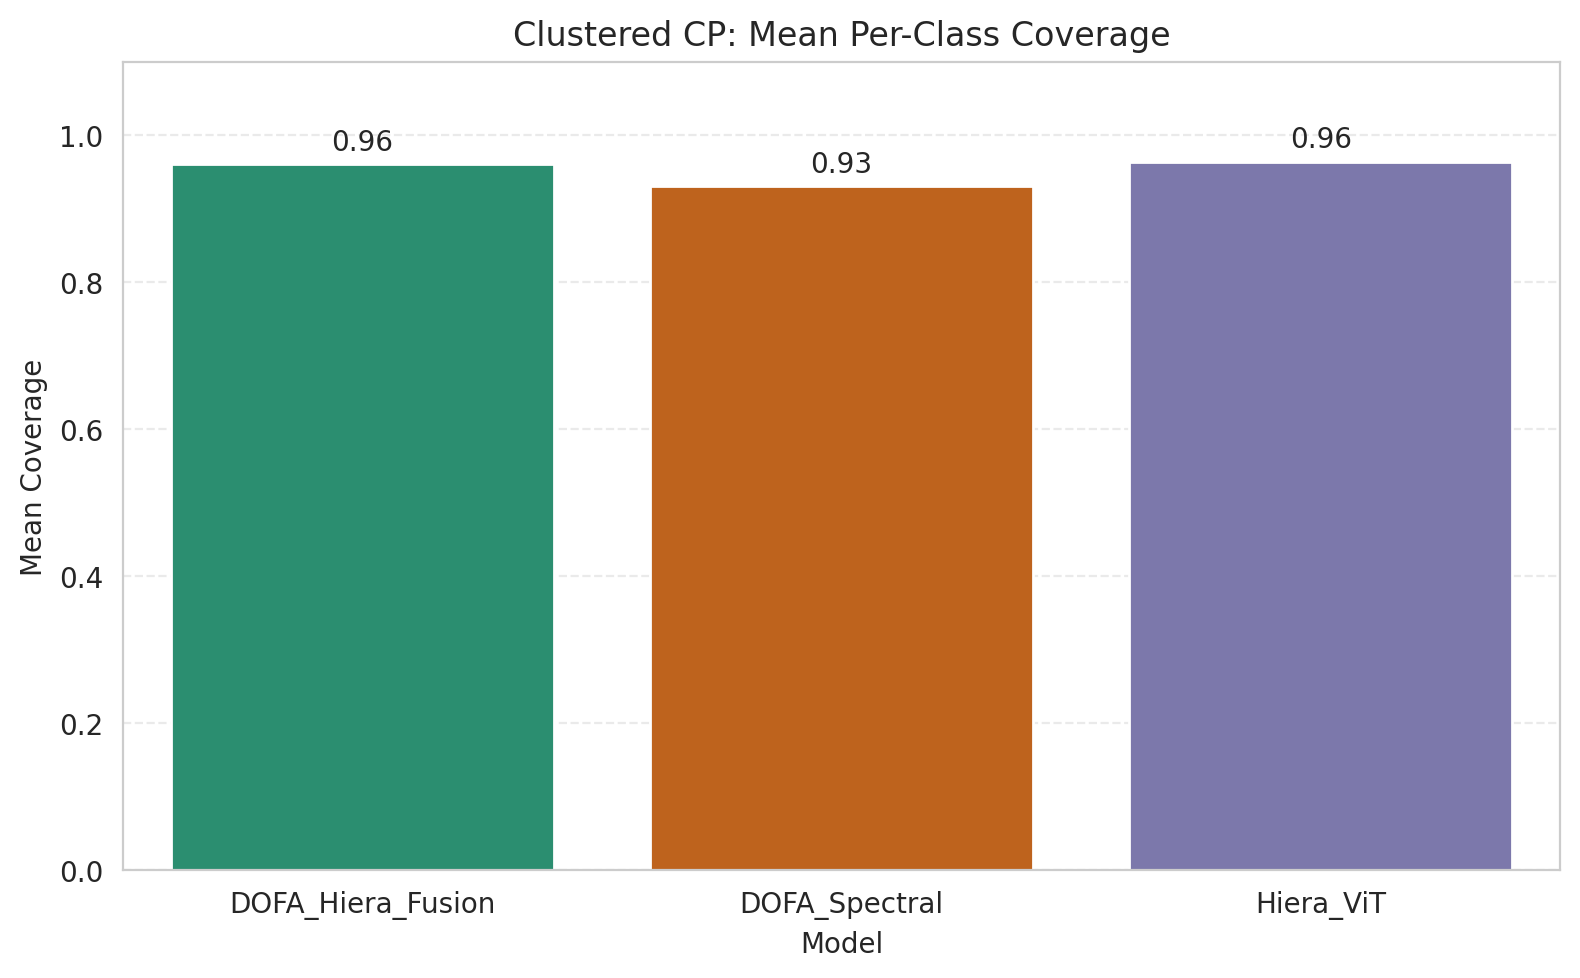 Clustered CP: Mean Per-Class Coverage
Mean Coverage
1.0
0.8
0.6
0.4
0.2
0.0
0.96
0.93
0.96
DOFA_Hiera_Fusion
DOFA_Spectral
Hiera_ViT
Model